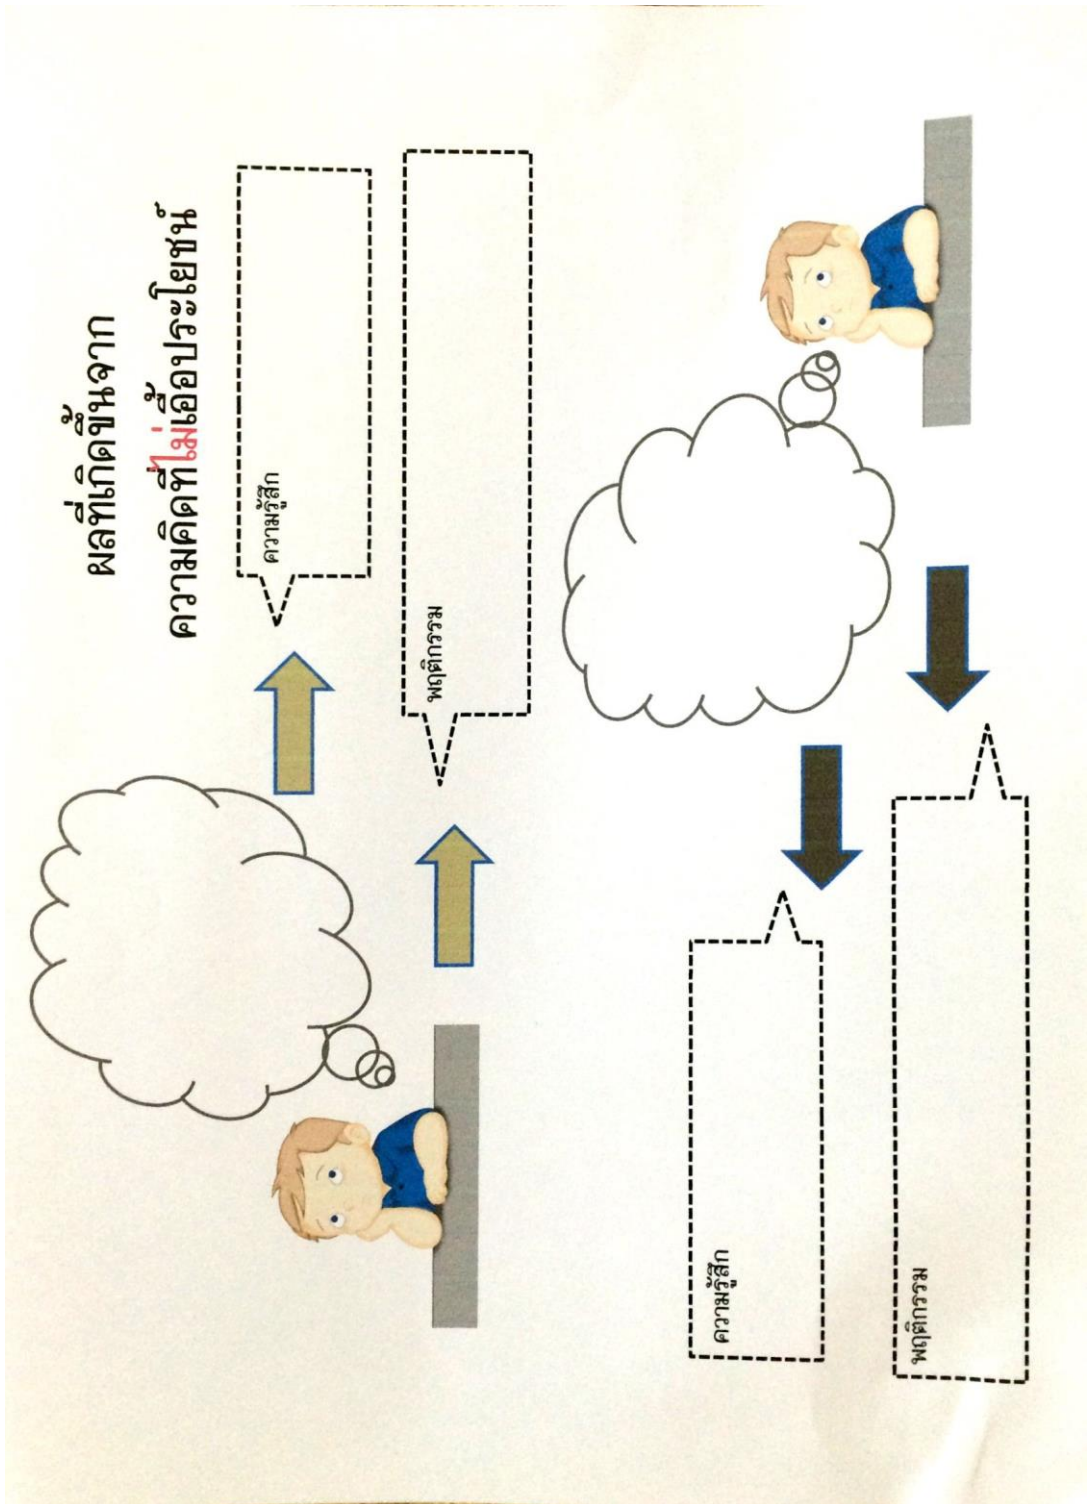 ผลที่เกิดขึ้นจาก
ความคิดที่ไม่เอื้อประโยชน์
ความรู้สึก
พฤติกรรม
ความรู้สึก
พฤติกรรม